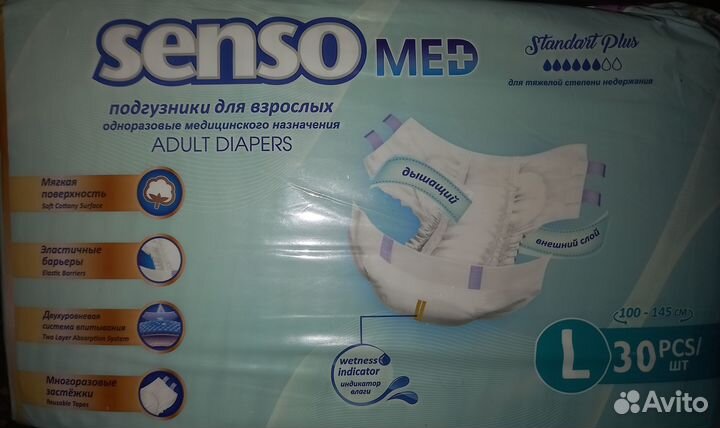 senso MED
Standart Plus
для тяжелой степени недержания
подгузники для взрослых
одноразовые медицинского назначения
ADULT DIAPERS
Мягкая
поверхность
Soft Cottony Surface
Эластичные
барьеры
Elastic Barriers
Двухуровневая
система впитывания
Two Layer Absorption System
Многоразовые
застёжки
Reusable Tapes
дышащий
внешний слой
wetness
indicator
индикатор
влаги
100 - 145 см
L 30 PCS/
шт
Avito